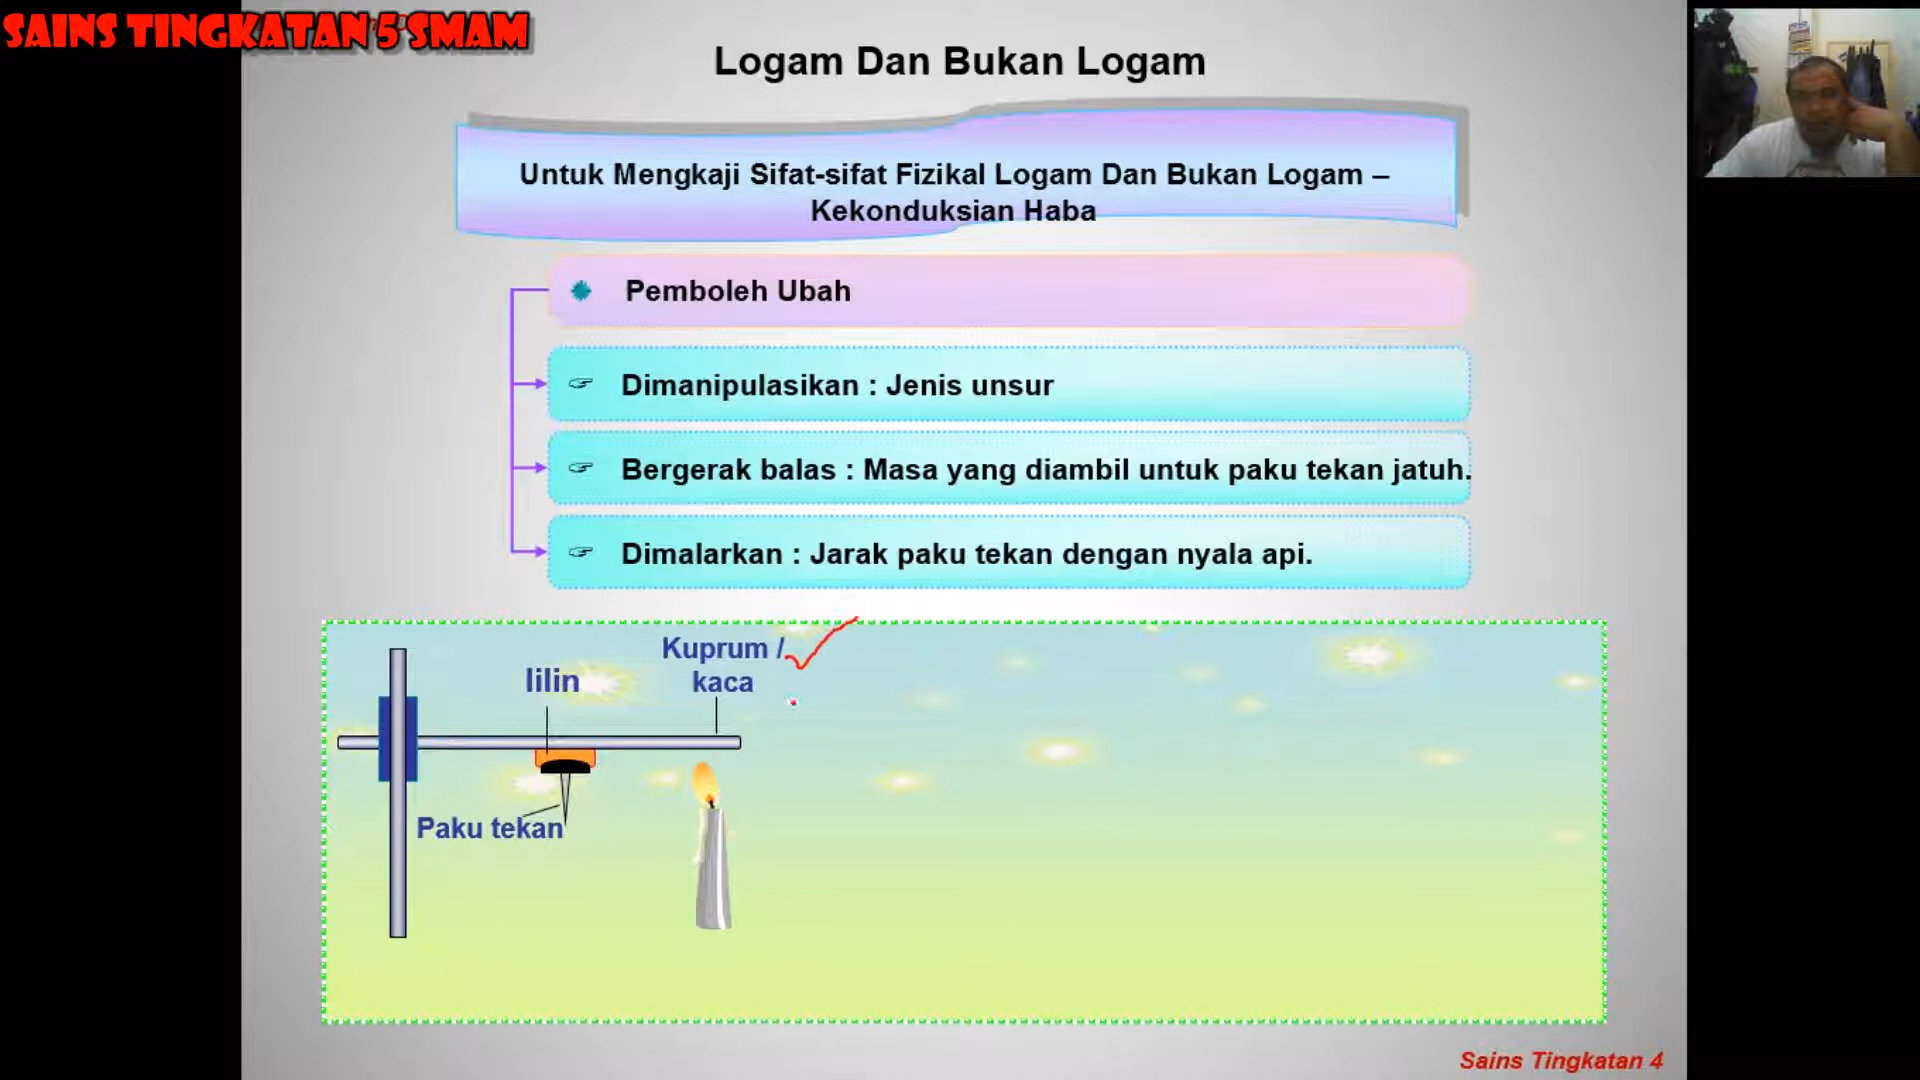 SAINS TINGKATAN 5 SMAM
Logam Dan Bukan Logam
Untuk Mengkaji Sifat-sifat Fizikal Logam Dan Bukan Logam –
Kekonduksian Haba
Pemboleh Ubah
Dimanipulasikan : Jenis unsur
Bergerak balas : Masa yang diambil untuk paku tekan jatuh.
Dimalarkan : Jarak paku tekan dengan nyala api.
Kuprum /
kaca
lilin
Paku tekan
Sains Tingkatan 4